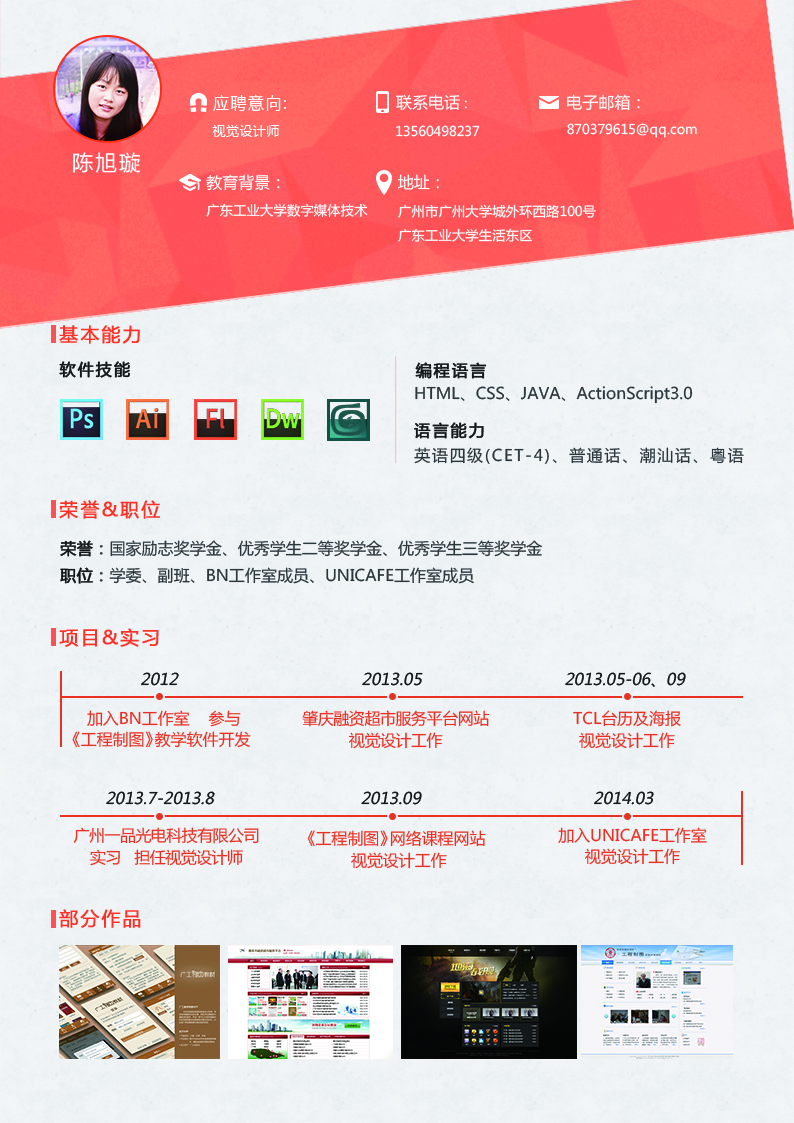 陈旭璇
应聘意向:
视觉设计师
联系电话：
13560498237
电子邮箱：
870379615@qq.com
教育背景：
广东工业大学数字媒体技术
地址：
广州市广州大学城外环西路100号
广东工业大学生活东区
基本能力
软件技能
Ps
Ai
Fl
Dw
编程语言
HTML、CSS、JAVA、ActionScript3.0
语言能力
英语四级(CET-4)、普通话、潮汕话、粤语
荣誉&职位
荣誉：国家励志奖学金、优秀学生二等奖学金、优秀学生三等奖学金
职位：学委、副班、BN工作室成员、UNICAFE工作室成员
项目&实习
2012
加入BN工作室 参与
《工程制图》教学软件开发
2013.05
肇庆融资超市服务平台网站
视觉设计工作
2013.05-06、09
TCL台历及海报
视觉设计工作
2013.7-2013.8
广州一品光电科技有限公司
实习 担任视觉设计师
2013.09
《工程制图》网络课程网站
视觉设计工作
2014.03
加入UNICAFE工作室
视觉设计工作
部分作品
工程制图